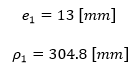 e₁ = 13 [mm]
ρ₁ = 304.8 [mm]